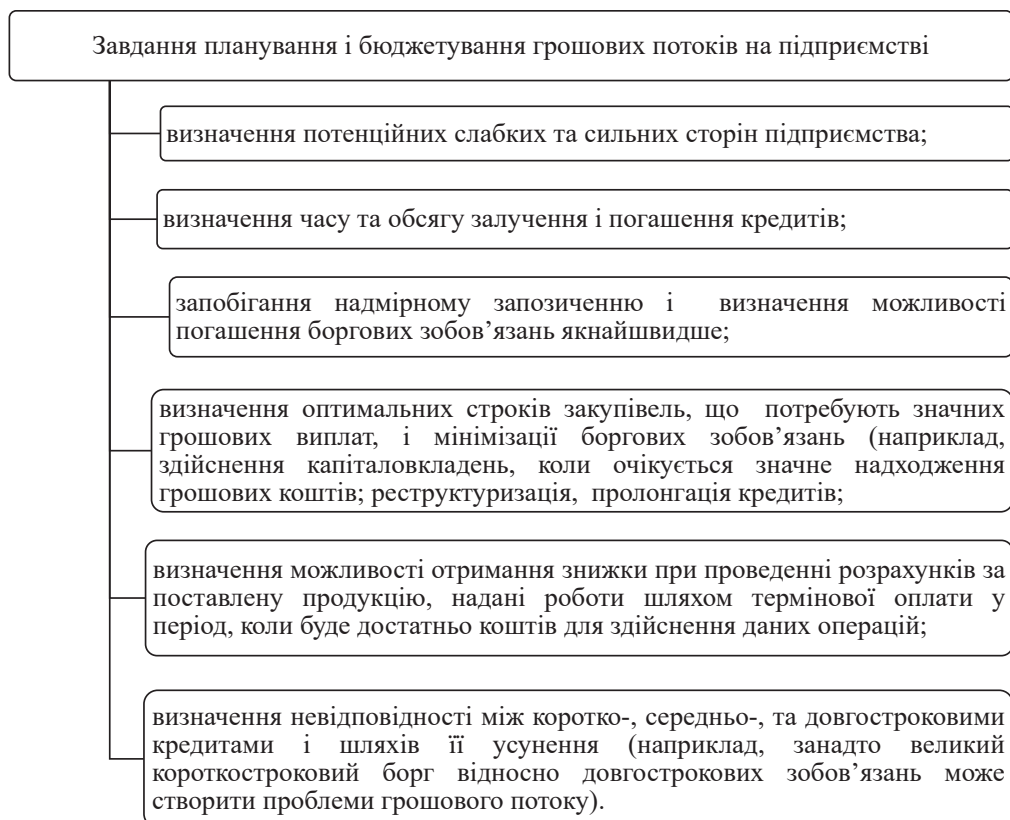 Завдання планування і бюджетування грошових потоків на підприємстві
визначення потенційних слабких та сильних сторін підприємства;
визначення часу та обсягу залучення і погашення кредитів;
запобігання надмірному запозиченню і визначення можливості
погашення боргових зобов’язань якнайшвидше;
визначення оптимальних строків закупівель, що потребують значних
грошових виплат, і мінімізації боргових зобов’язань (наприклад,
здійснення капіталовкладень, коли очікується значне надходження
грошових коштів; реструктуризація, пролонгація кредитів;
визначення можливості отримання знижки при проведенні розрахунків за
поставлену продукцію, надані роботи шляхом термінової оплати у
період, коли буде достатньо коштів для здійснення даних операцій;
визначення невідповідності між коротко-, середньо-, та довгостроковими
кредитами і шляхів її усунення (наприклад, занадто великий
короткостроковий борг відносно довгострокових зобов’язань може
створити проблеми грошового потоку).